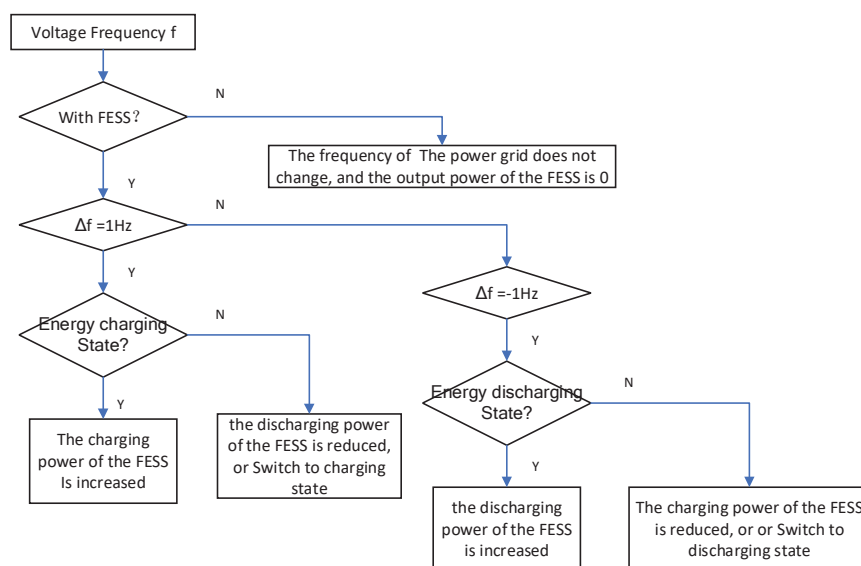 Voltage Frequency f
N
With FESS?
The frequency of The power grid does not
change, and the output power of the FESS is 0
Y
N
Δf =1Hz
Y
Δf =-1Hz
Energy charging
State?
N
Y
Energy discharging
State?
N
Y
The charging
power of the FESS
Is increased
the discharging power
of the FESS is reduced,
or Switch to charging
state
Y
the discharging
power of the FESS
is increased
The charging power of the FESS
is reduced, or or Switch to
discharging state